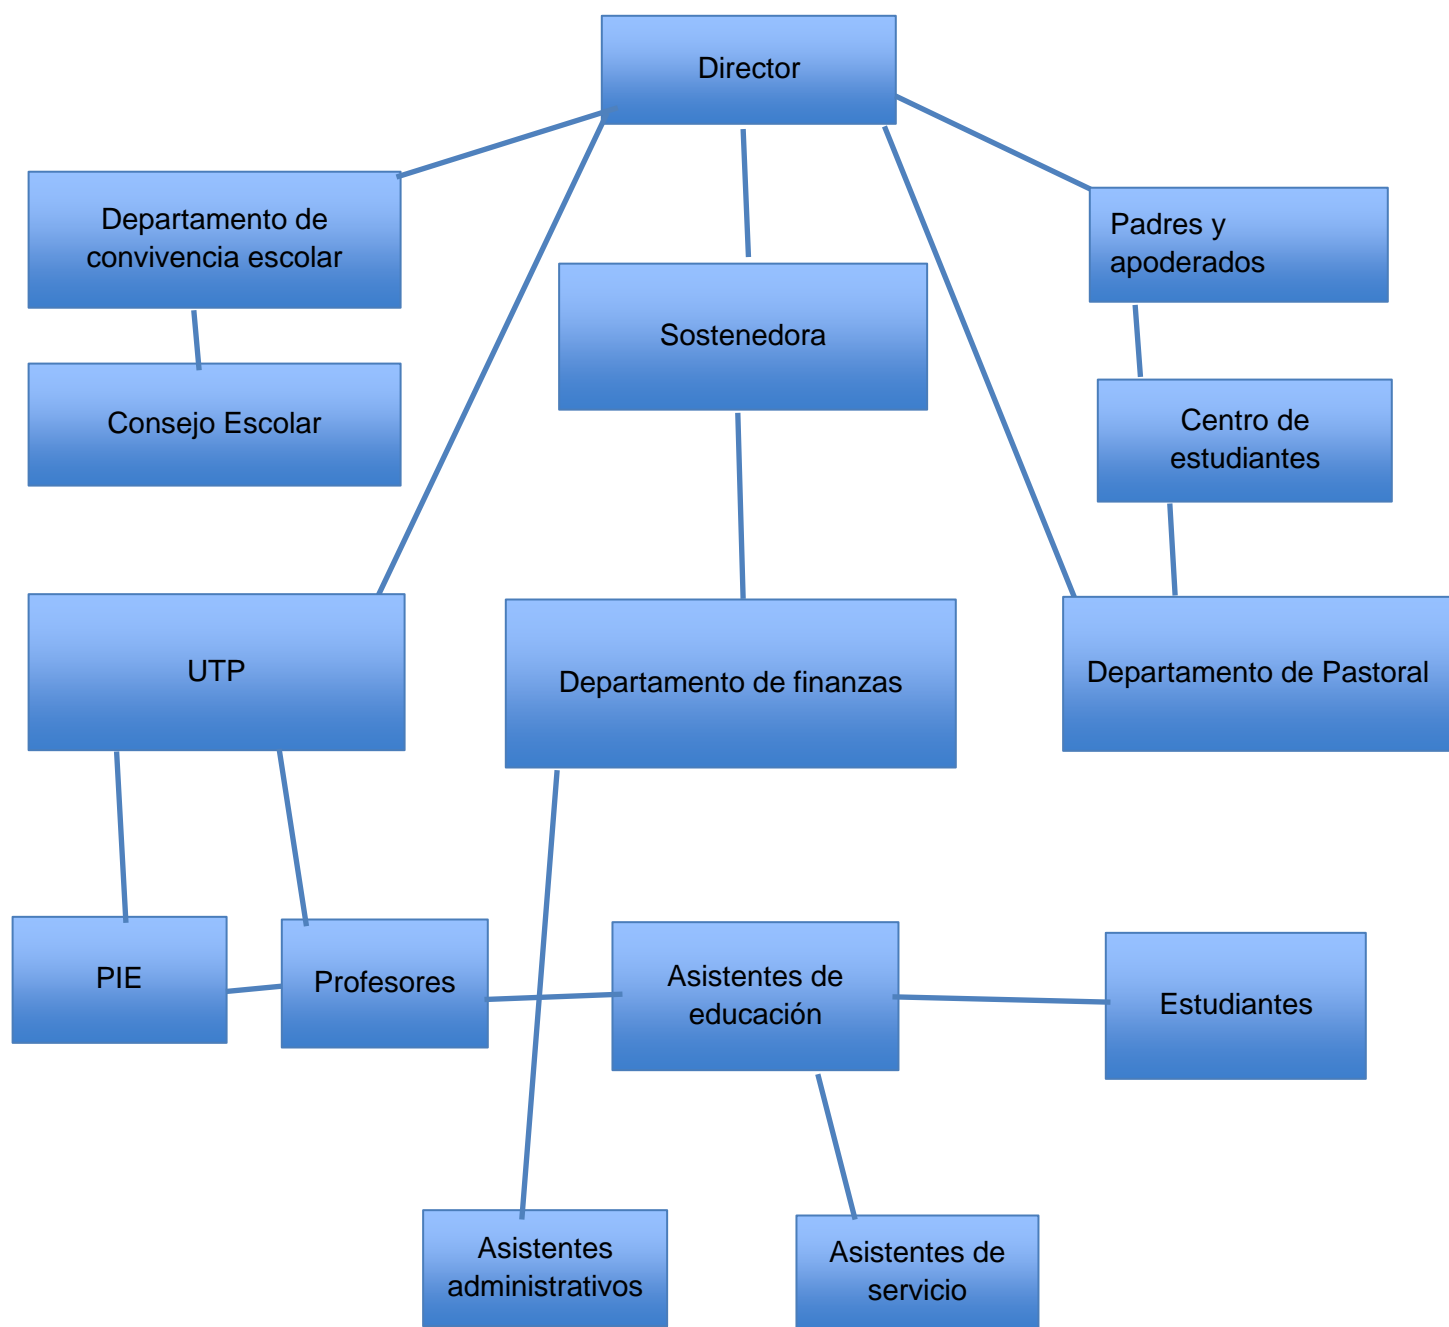 Director
Departamento de
convivencia escolar
Padres y
apoderados
Sostenedora
Consejo Escolar
Centro de
estudiantes
UTP
Departamento de finanzas
Departamento de Pastoral
PIE
Profesores
Asistentes de
educación
Estudiantes
Asistentes
administrativos
Asistentes de
servicio